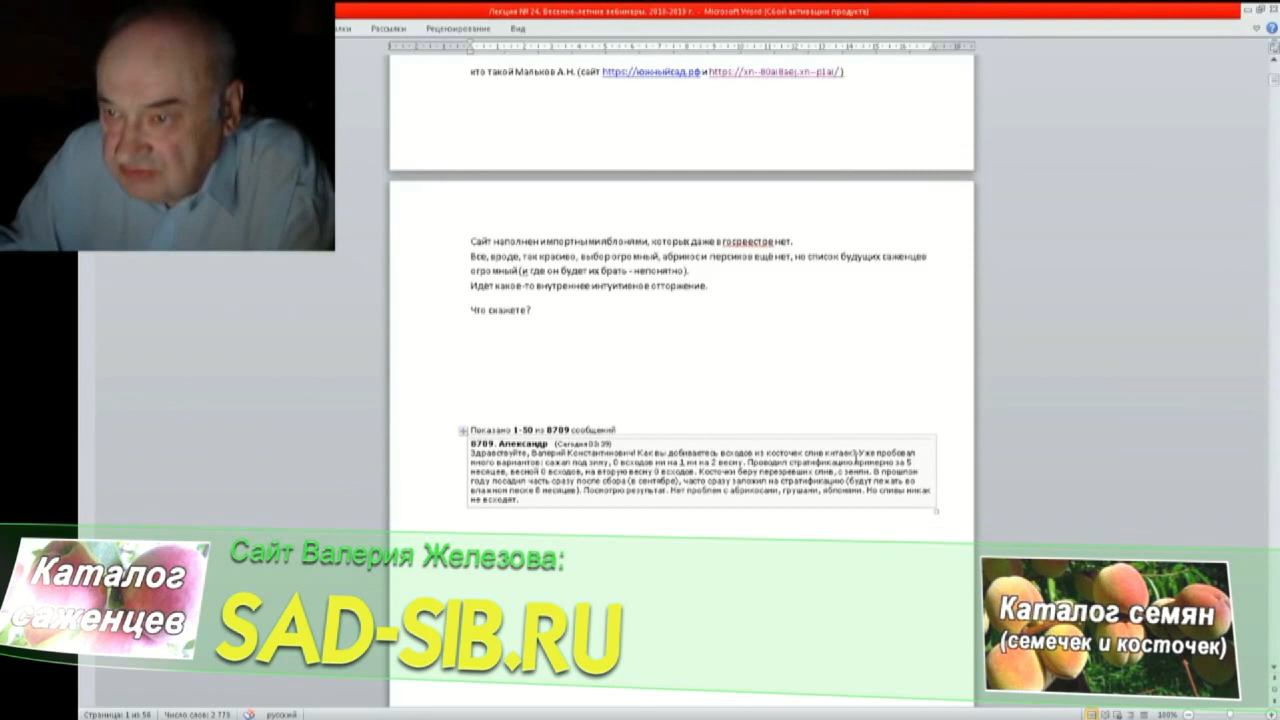 Лекция № 24, Весенне-летние вебинары, 2018-2019 г. - Microsoft Word (Сбой активации продукта)
Рассылки Рецензирование Вид
кто такой Мальков А.Н. (сайт https://южныйсад.рф и https://xn--80ai8aej.xn--p1ai/)
Сайт наполнен импортными яблонями, которых даже в госреестре нет.
Все, вроде, так красиво, выбор огромный, абрикос и персиков ещё нет, но список будущих саженцев
огромный (и где он будет их брать - непонятно).
Идёт какое-то внутреннее интуитивное отторжение.
Что скажете?
Показано 1-50 из 8709 сообщений
8709. Александр (Сегодня 03:39)
Здравствуйте, Валерий Константинович! Как вы добиваетесь всходов из косточек слив китаек? Уже пробовал
много вариантов: сажал под зиму, 0 всходов ни на 1 ни на 2 весну. Проводил стратификацию примерно за 5
месяцев, весной 0 всходов, на вторую весну 0 всходов. Косточки беру перезревших слив, с земли. В прошлом
году посадил часть сразу после сбора (в сентябре), часть сразу заложил на стратификацию (будут лежать во
влажном песке 8 месяцев). Посмотрю результат. Нет проблем с абрикосами, грушами, яблонями. Но сливы никак
не всходят.
Сайт Валерия Железова:
SAD-SIB.RU
Каталог
саженцев
Каталог семян
(семечек и косточек)
Страница: 1 из 56 Число слов: 2 773 русский 100%